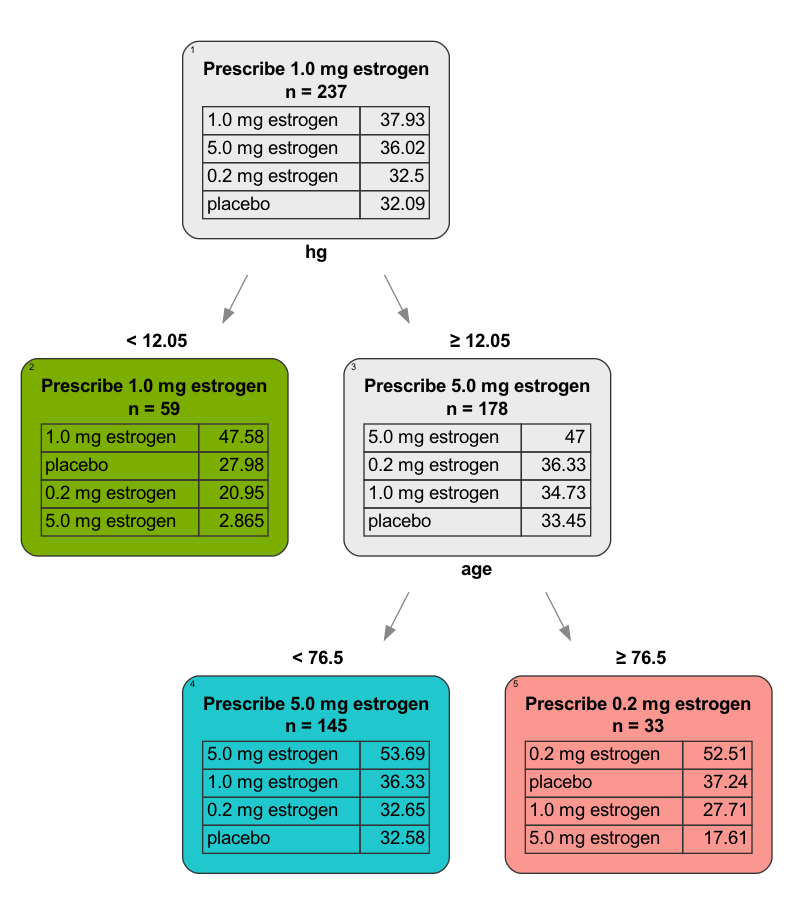 1
Prescribe 1.0 mg estrogen
n = 237
1.0 mg estrogen 37.93
5.0 mg estrogen 36.02
0.2 mg estrogen 32.5
placebo 32.09
hg
< 12.05
≥ 12.05
2
Prescribe 1.0 mg estrogen
n = 59
1.0 mg estrogen 47.58
placebo 27.98
0.2 mg estrogen 20.95
5.0 mg estrogen 2.865
3
Prescribe 5.0 mg estrogen
n = 178
5.0 mg estrogen 47
0.2 mg estrogen 36.33
1.0 mg estrogen 34.73
placebo 33.45
age
< 76.5
≥ 76.5
4
Prescribe 5.0 mg estrogen
n = 145
5.0 mg estrogen 53.69
1.0 mg estrogen 36.33
0.2 mg estrogen 32.65
placebo 32.58
5
Prescribe 0.2 mg estrogen
n = 33
0.2 mg estrogen 52.51
placebo 37.24
1.0 mg estrogen 27.71
5.0 mg estrogen 17.61